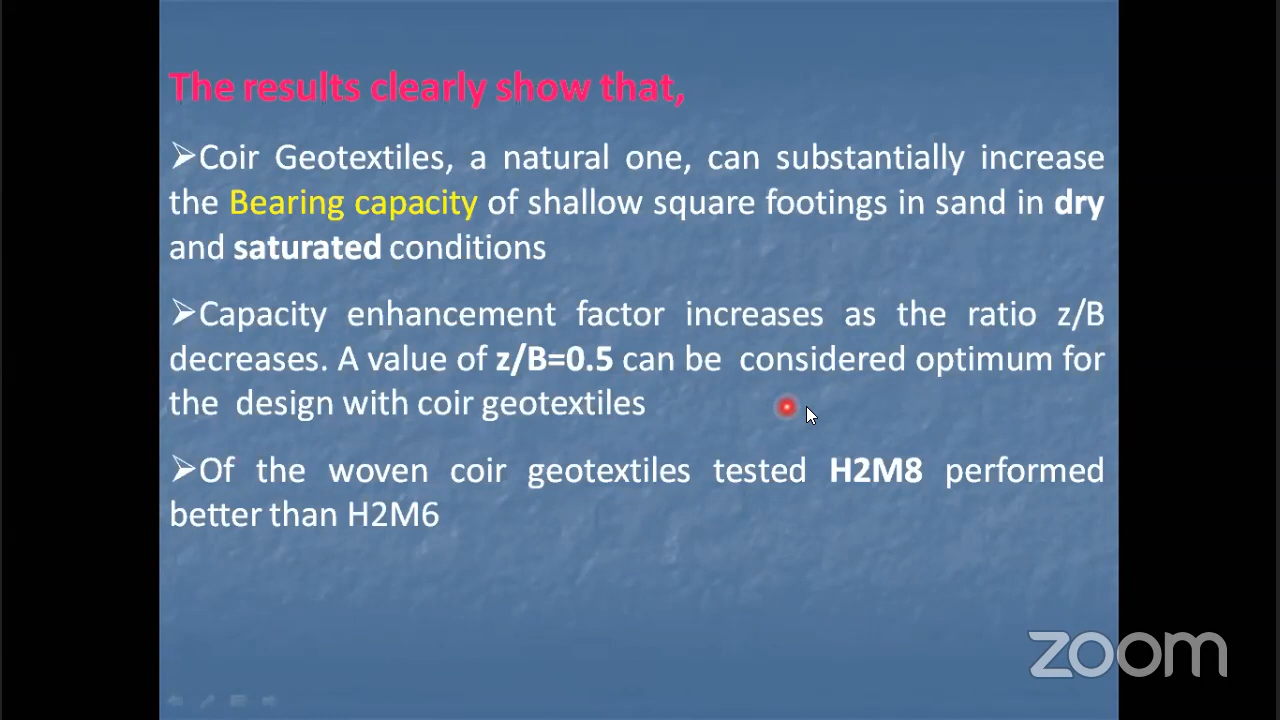 The results clearly show that,
➢Coir Geotextiles, a natural one, can substantially increase
the Bearing capacity of shallow square footings in sand in dry
and saturated conditions
➢Capacity enhancement factor increases as the ratio z/B
decreases. A value of z/B=0.5 can be considered optimum for
the design with coir geotextiles
➢Of the woven coir geotextiles tested H2M8 performed
better than H2M6
zoom